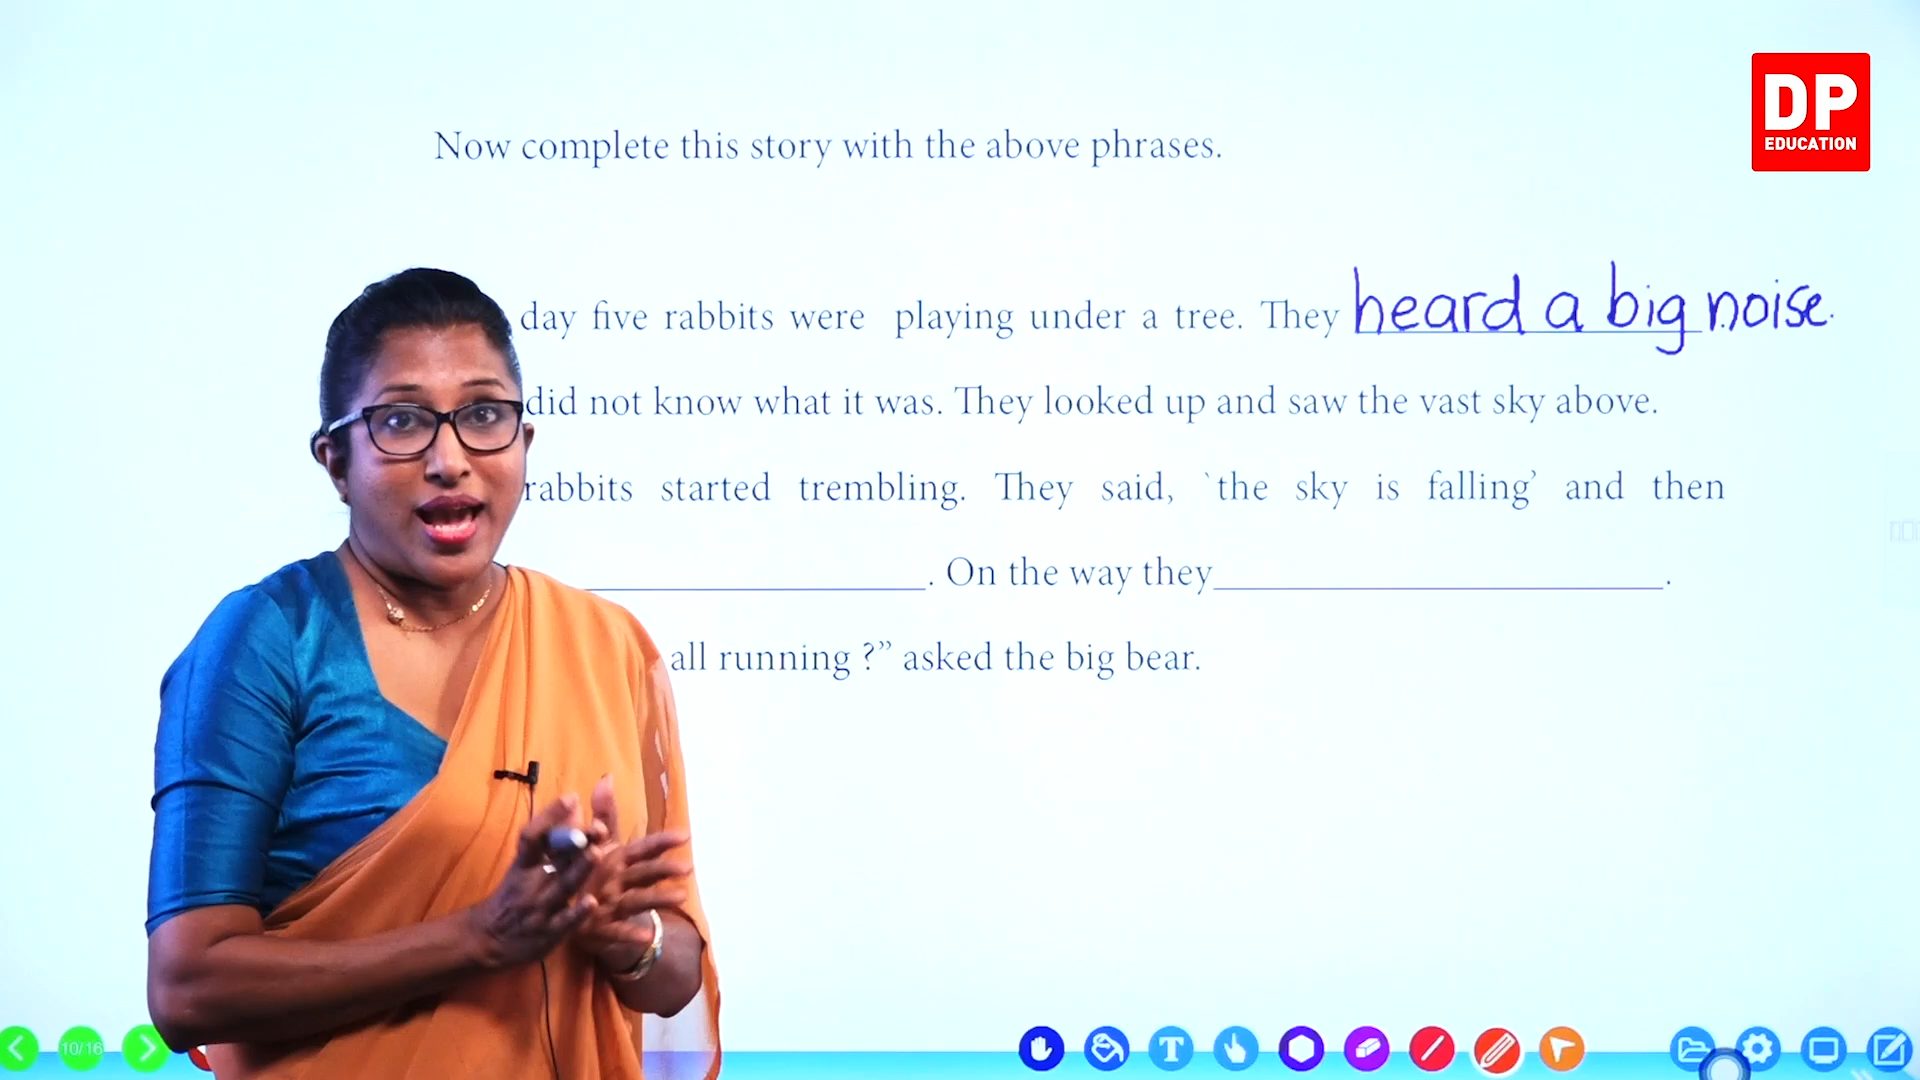 DP
EDUCATION
Now complete this story with the above phrases.
day five rabbits were playing under a tree. They heard a big noise.
did not know what it was. They looked up and saw the vast sky above.
rabbits started trembling. They said, `the sky is falling’ and then
. On the way they .
all running ?” asked the big bear.
10/16
T